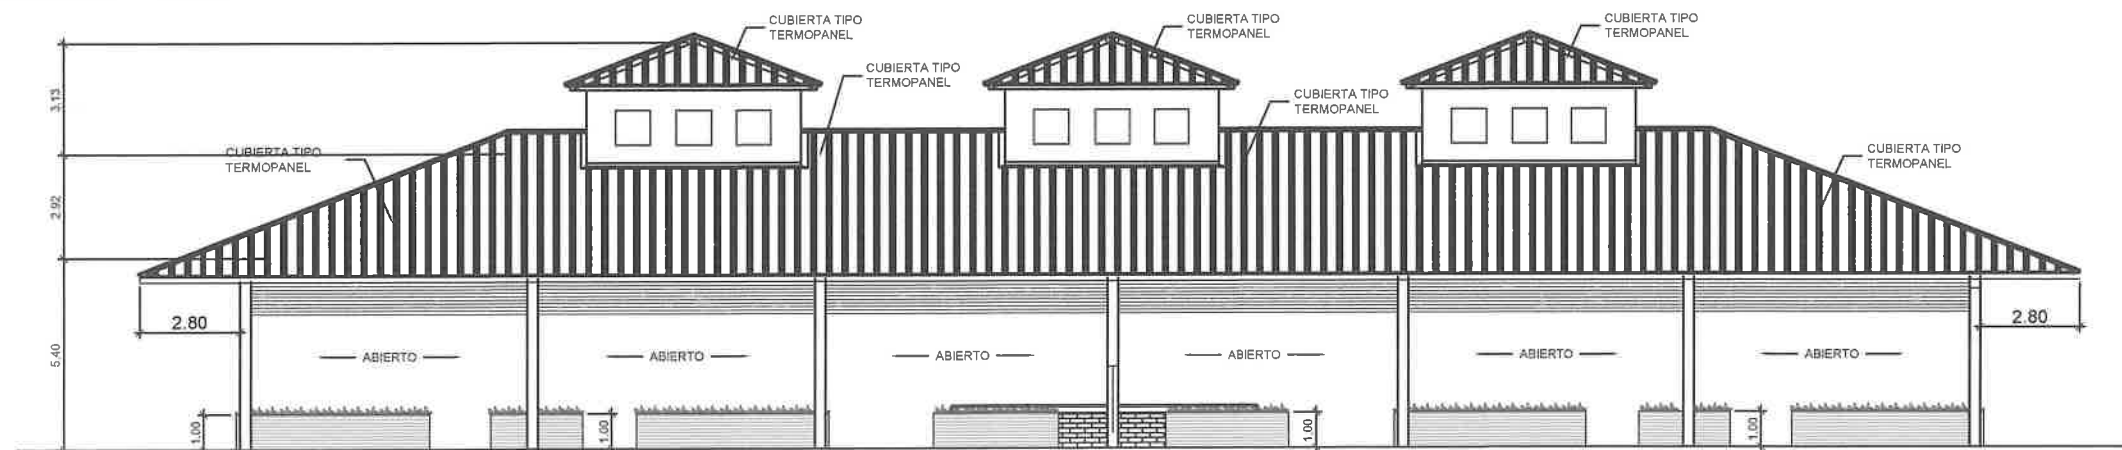 CUBIERTA TIPO
TERMOPANEL
CUBIERTA TIPO
TERMOPANEL
CUBIERTA TIPO
TERMOPANEL
CUBIERTA TIPO
TERMOPANEL
CUBIERTA TIPO
TERMOPANEL
CUBIERTA TIPO
TERMOPANEL
CUBIERTA TIPO
TERMOPANEL
3.13
2.92
5.40
2.80
2.80
ABIERTO
ABIERTO
ABIERTO
ABIERTO
ABIERTO
ABIERTO
1.00
1.00
1.00
1.00